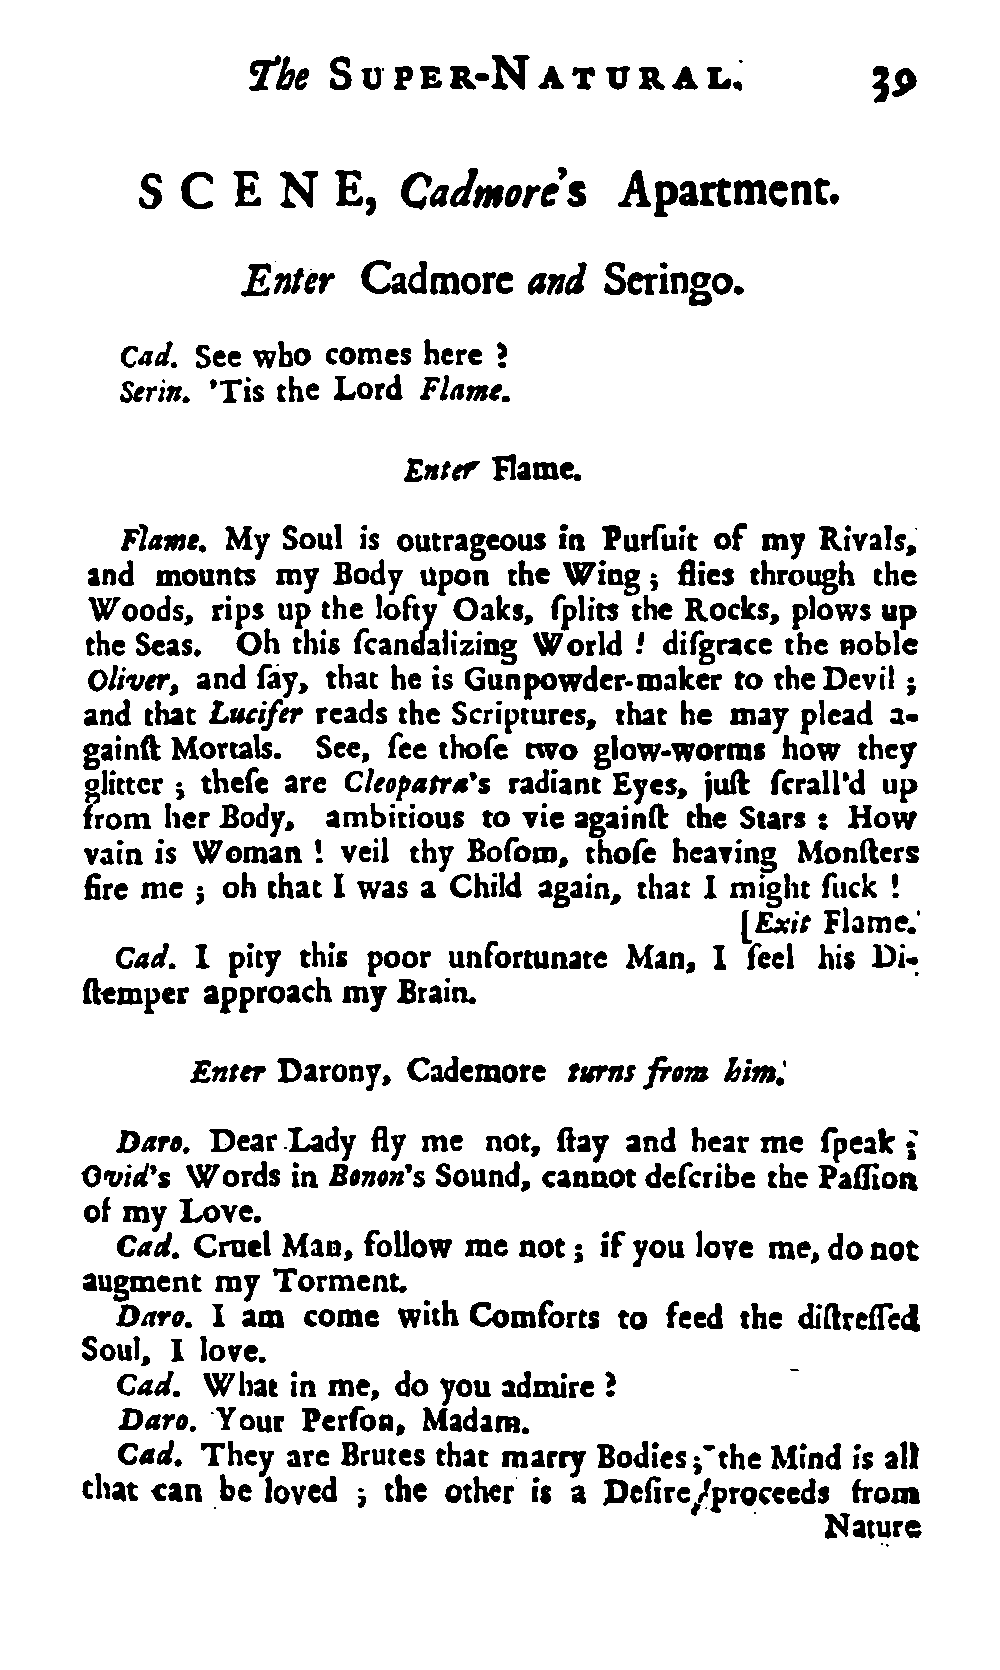 The SUPER-NATURAL. 39
SCENE, Cadmore's Apartment.
Enter Cadmore and Seringo.
Cad. See who comes here ?
Serin. 'Tis the Lord Flame.
Enter Flame.
Flame. My Soul is outrageous in Purſuit of my Rivals,
and mounts my Body upon the Wing ; flies through the
Woods, rips up the lofty Oaks, ſplits the Rocks, plows up
the Seas. Oh this ſcandalizing World ! diſgrace the noble
Oliver, and ſay, that he is Gunpowder-maker to the Devil ;
and that Lucifer reads the Scriptures, that he may plead a-
gainſt Mortals. See, ſee thoſe two glow-worms how they
glitter ; theſe are Cleopatra's radiant Eyes, juſt ſcrall'd up
from her Body, ambitious to vie againſt the Stars : How
vain is Woman ! veil thy Boſom, thoſe heaving Monſters
fire me ; oh that I was a Child again, that I might ſuck !
[Exit Flame.
Cad. I pity this poor unfortunate Man, I feel his Di-
ſtemper approach my Brain.
Enter Darony, Cademore turns from him.
Daro. Dear Lady fly me not, ſtay and hear me ſpeak ;
Ovid's Words in Bonon's Sound, cannot deſcribe the Paſſion
of my Love.
Cad. Cruel Man, follow me not ; if you love me, do not
augment my Torment.
Daro. I am come with Comforts to feed the diſtreſſed
Soul, I love.
Cad. What in me, do you admire ?
Daro. Your Perſon, Madam.
Cad. They are Brutes that marry Bodies ; the Mind is all
that can be loved ; the other is a Deſire, proceeds from
Nature